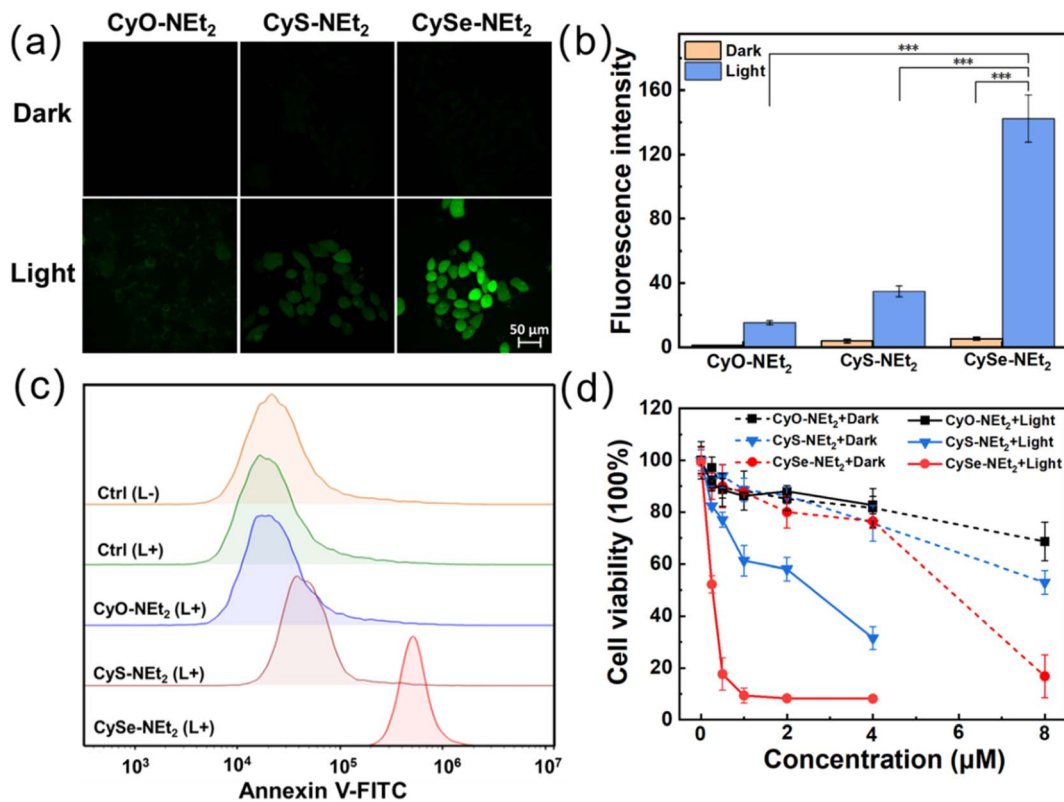 (a)
CyO-NEt₂ CyS-NEt₂ CySe-NEt₂
Dark
Light
50 μm
(b)
Fluorescence intensity
160
120
80
40
0
Dark
Light
***
***
***
CyO-NEt₂ CyS-NEt₂ CySe-NEt₂
(c)
Ctrl (L-)
Ctrl (L+)
CyO-NEt₂ (L+)
CyS-NEt₂ (L+)
CySe-NEt₂ (L+)
10³ 10⁴ 10⁵ 10⁶ 10⁷
Annexin V-FITC
(d)
Cell viability (100%)
120
100
80
60
40
20
0
CyO-NEt₂+Dark CyO-NEt₂+Light
CyS-NEt₂+Dark CyS-NEt₂+Light
CySe-NEt₂+Dark CySe-NEt₂+Light
0 2 4 6 8
Concentration (μM)